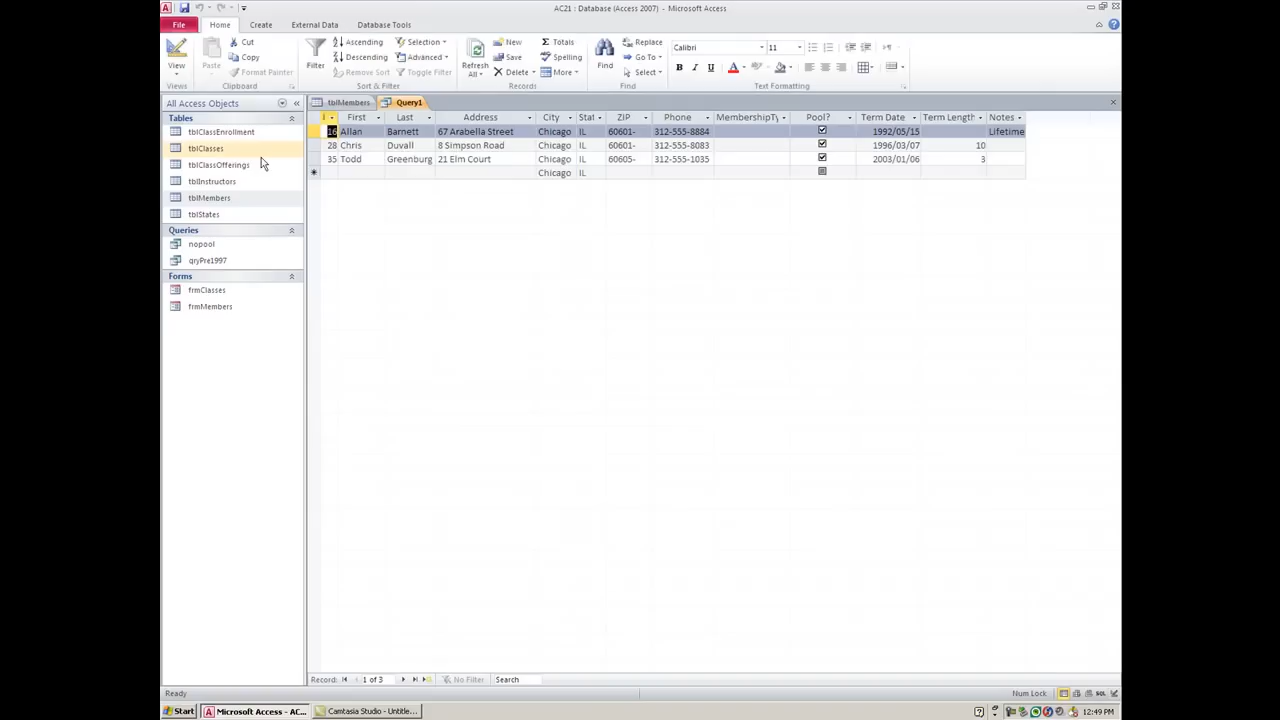 AC21 : Database (Access 2007) - Microsoft Access
File Home Create External Data Database Tools
View Paste Cut Copy Format Painter Filter Ascending Descending Remove Sort Selection Advanced Toggle Filter Refresh All New Save Delete Totals Spelling More Find Replace Go To Select Calibri 11 B I U A
Views Clipboard Sort & Filter Records Find Text Formatting
All Access Objects tblMembers Query1
Tables
tblClassEnrollment
tblClasses
tblClassOfferings
tblInstructors
tblMembers
tblStates
Queries
nopool
qryPre1997
Forms
frmClasses
frmMembers
First Last Address City Stat ZIP Phone MembershipTy Pool? Term Date Term Length Notes
16 Allan Barnett 67 Arabella Street Chicago IL 60601- 312-555-8884 1992/05/15 Lifetime
28 Chris Duvall 8 Simpson Road Chicago IL 60601- 312-555-8083 1996/03/07 10
35 Todd Greenburg 21 Elm Court Chicago IL 60605- 312-555-1035 2003/01/06 3
* Chicago IL
Record: 1 of 3 No Filter Search
Ready Num Lock SQL
Start Microsoft Access - AC... Camtasia Studio - Untitle... 12:49 PM